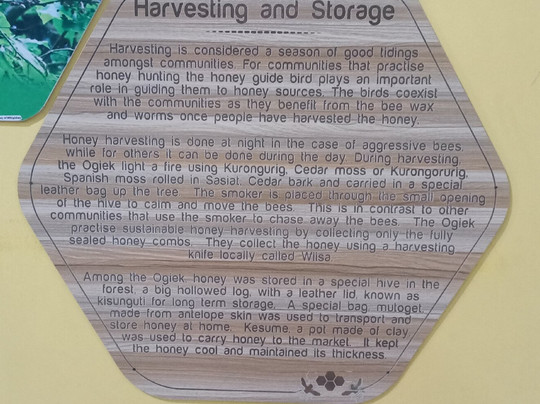 Harvesting and Storage
Harvesting is considered a season of good tidings
amongst communities. For communities that practise
honey hunting the honey guide bird plays an important
role in guiding them to honey sources. The birds coexist
with the communities as they benefit from the bee wax
and worms once people have harvested the honey.
Honey harvesting is done at night in the case of aggressive bees
while for others it can be done during the day. During harvesting,
the Ogiek light a fire using Kurongurig, Cedar moss or Kurongorurig,
Spanish moss rolled in Sasiat, Cedar bark and carried in a special
leather bag up the tree. The smoker is placed through the small opening
of the hive to calm and move the bees. This is in contrast to other
communities that use the smoker to chase away the bees. The Ogiek
practise sustainable honey harvesting by collecting only the fully
sealed honey combs. They collect the honey using a harvesting
knife locally called Wiisa.
Among the Ogiek, honey was stored in a special hive in the
forest, a big hollowed log, with a leather lid, known as
kisunguti for long term storage. A special bag, mutoget,
made from antelope skin was used to transport and
store honey at home. Kesume, a pot made of clay
was used to carry honey to the market. It kept
the honey cool and maintained its thickness.